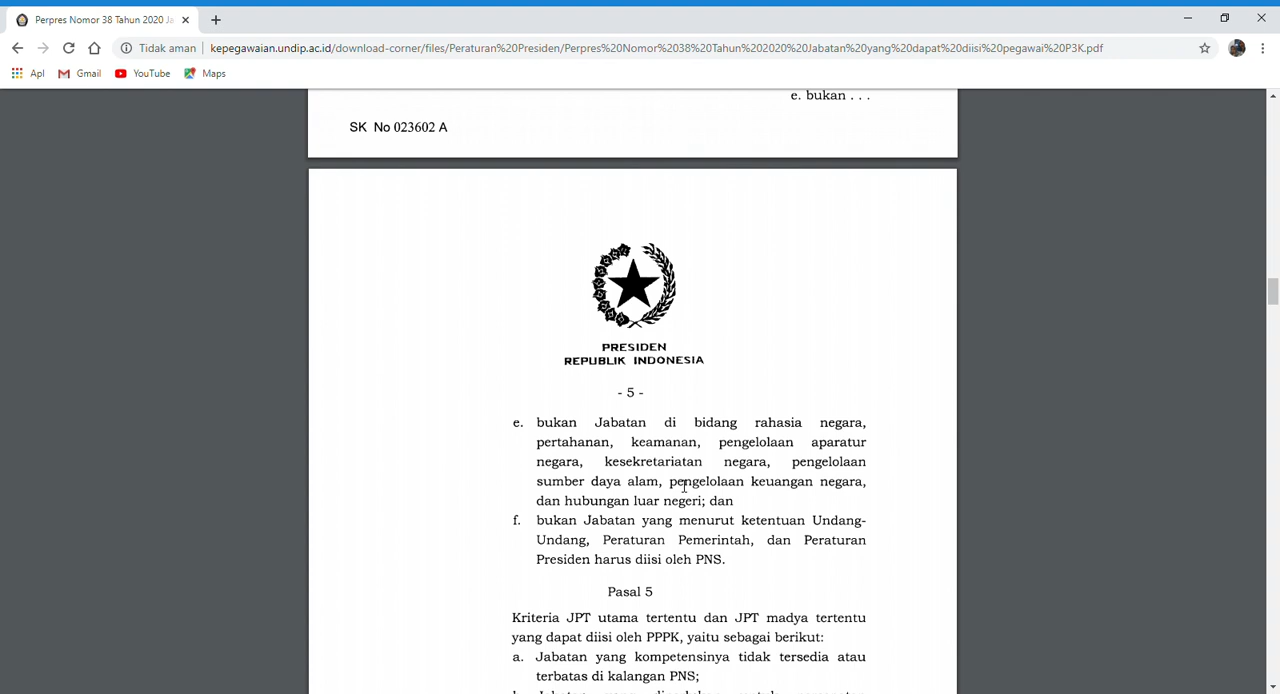 Perpres Nomor 38 Tahun 2020 Ja
Tidak aman kepegawaian.undip.ac.id/download-corner/files/Peraturan%20Presiden/Perpres%20Nomor%2038%20Tahun%202020%20Jabatan%20yang%20dapat%20diisi%20pegawai%20P3K.pdf
Apl Gmail YouTube Maps
e. bukan . . .
SK No 023602 A
PRESIDEN
REPUBLIK INDONESIA
- 5 -
e. bukan Jabatan di bidang rahasia negara,
pertahanan, keamanan, pengelolaan aparatur
negara, kesekretariatan negara, pengelolaan
sumber daya alam, pengelolaan keuangan negara,
dan hubungan luar negeri; dan
f. bukan Jabatan yang menurut ketentuan Undang-
Undang, Peraturan Pemerintah, dan Peraturan
Presiden harus diisi oleh PNS.
Pasal 5
Kriteria JPT utama tertentu dan JPT madya tertentu
yang dapat diisi oleh PPPK, yaitu sebagai berikut:
a. Jabatan yang kompetensinya tidak tersedia atau
terbatas di kalangan PNS;